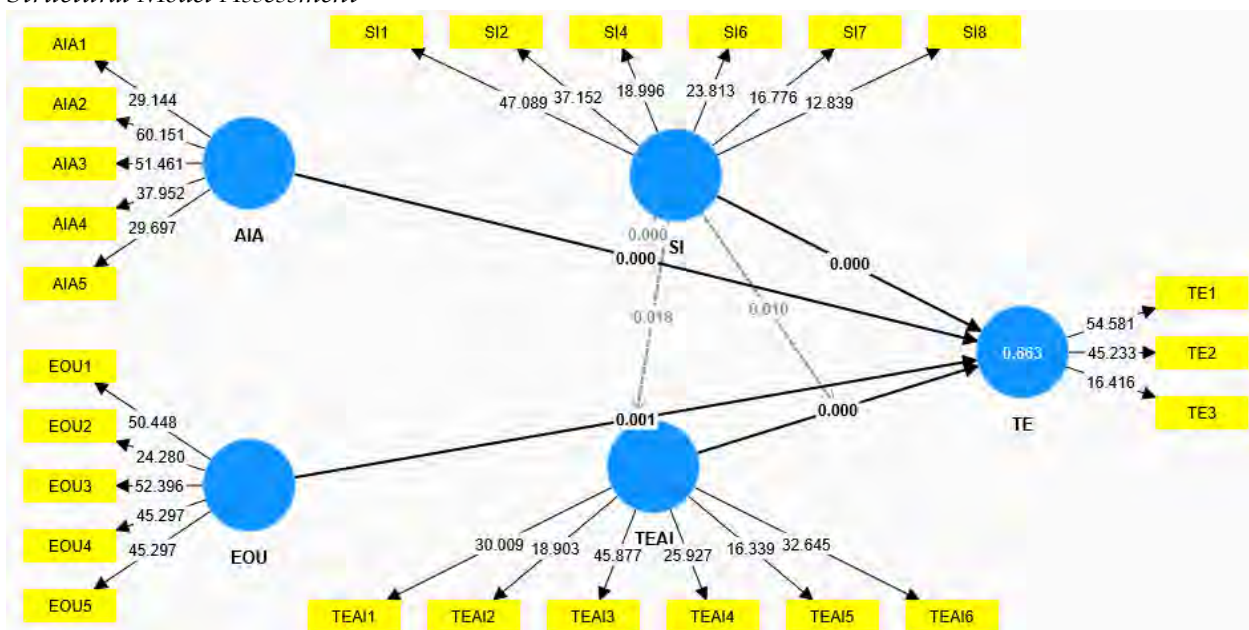 Structural Model Assessment
SI1 SI2 SI4 SI6 SI7 SI8
AIA1
AIA2
AIA3
AIA4
AIA5
29.144
60.151
51.461
37.952
29.697
AIA
47.089 37.152 18.996 23.813 16.776 12.839
SI
0.000
0.000
0.000
0.018
0.010
EOU1
EOU2
EOU3
EOU4
EOU5
50.448
24.280
52.396
45.297
45.297
EOU
0.001
0.000
TEAI
30.009 18.903 45.877 25.927 16.339 32.645
TEAI1 TEAI2 TEAI3 TEAI4 TEAI5 TEAI6
0.663
TE
54.581
45.233
16.416
TE1
TE2
TE3